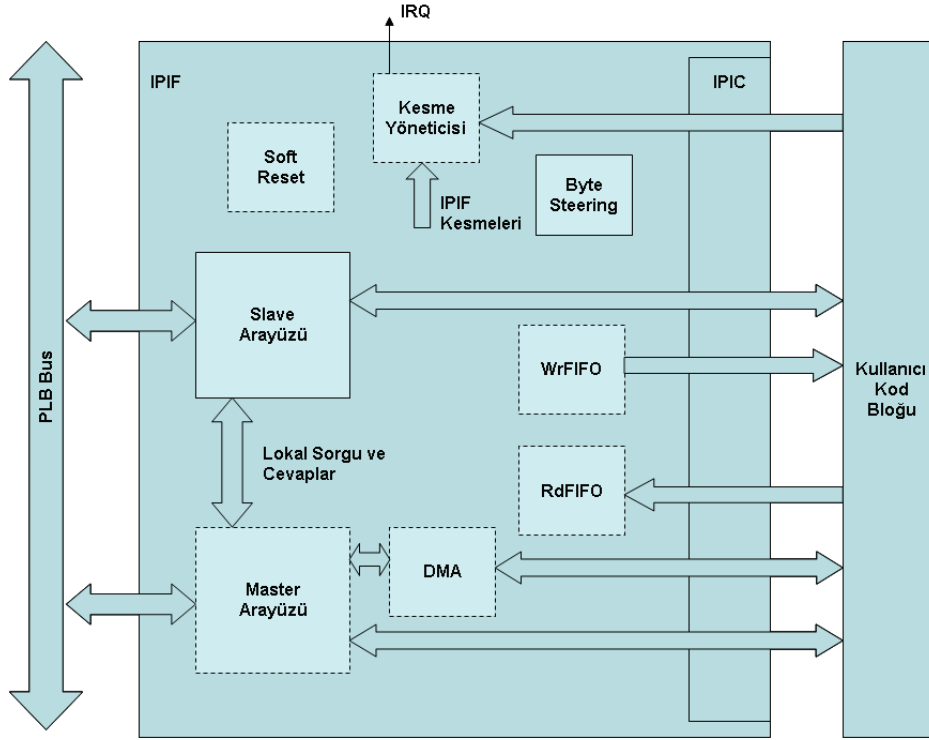 IRQ
IPIF
IPIC
Kesme
Yöneticisi
Soft
Reset
Byte
Steering
IPIF
Kesmeleri
Slave
Arayüzü
PLB Bus
WrFIFO
Kullanıcı
Kod
Bloğu
Lokal Sorgu ve
Cevaplar
RdFIFO
Master
Arayüzü
DMA